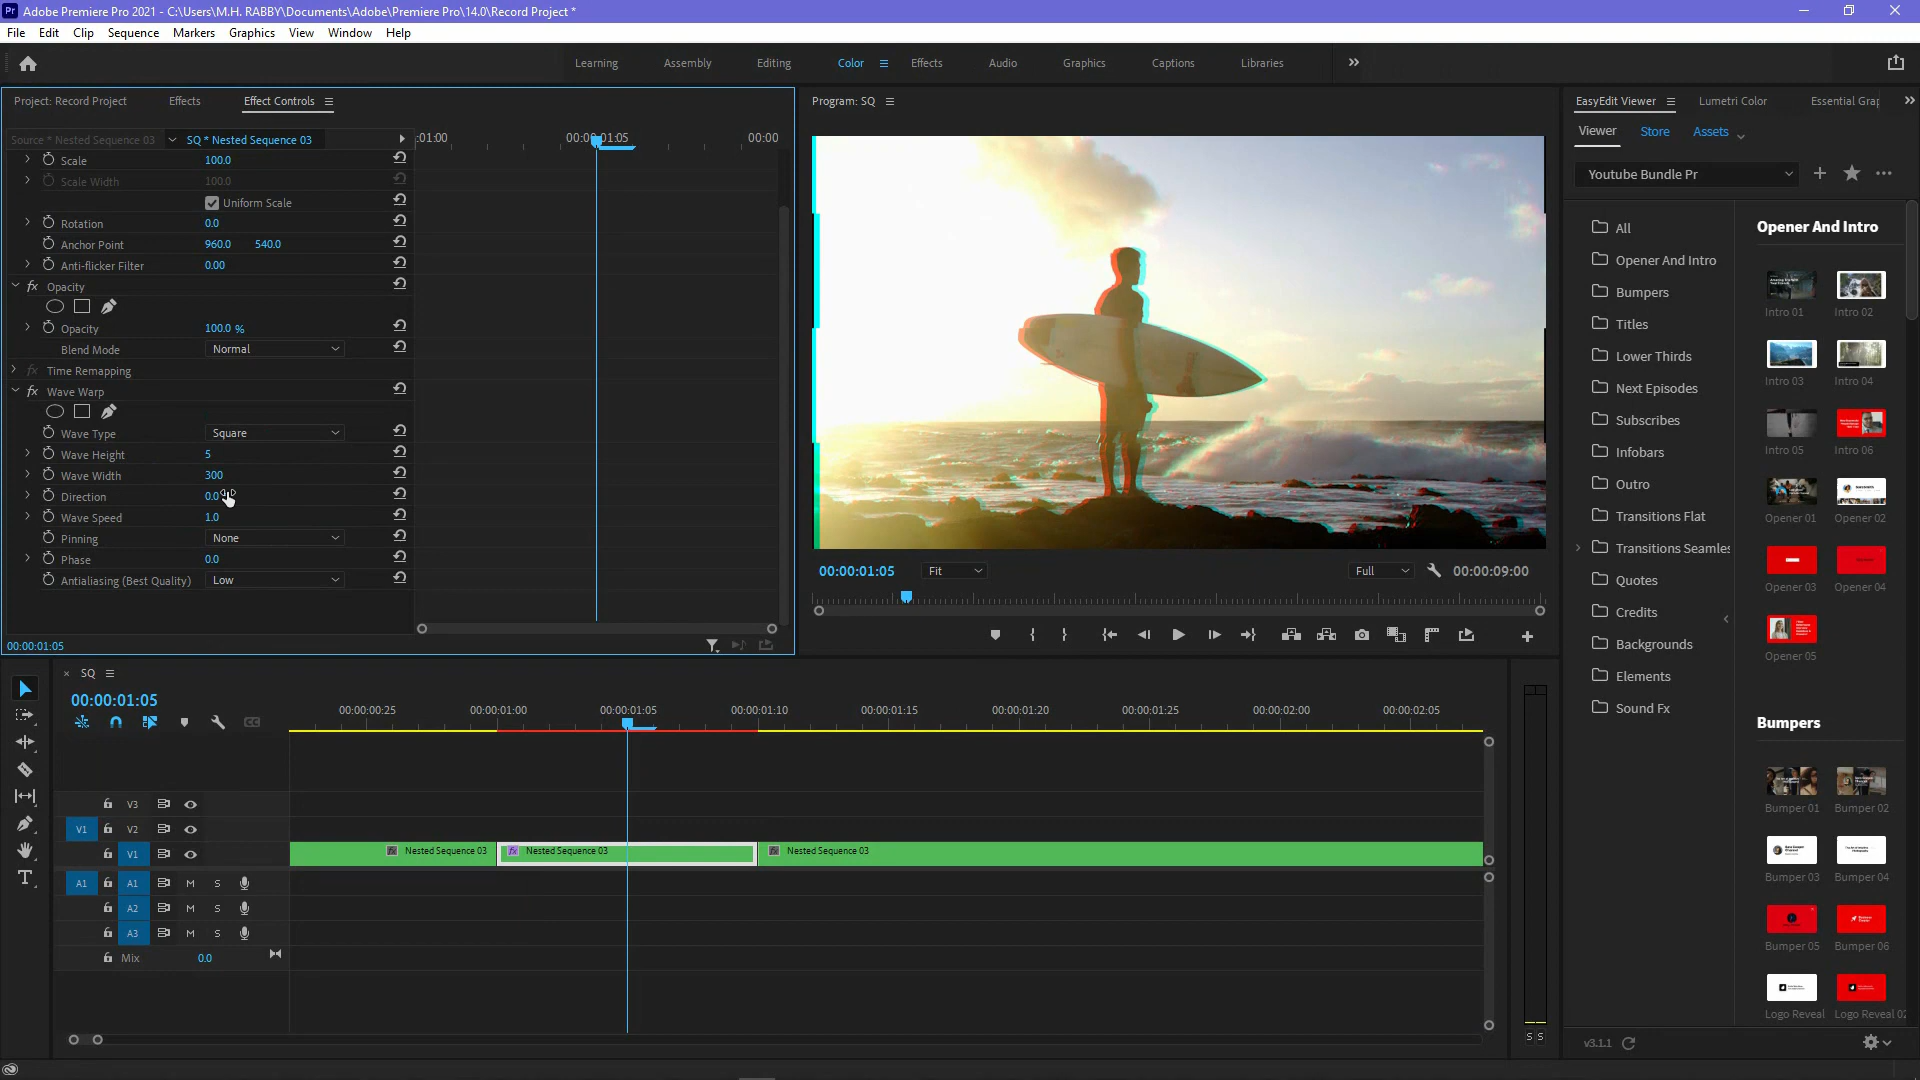 Pr Adobe Premiere Pro 2021 - C:\Users\M.H. RABBY\Documents\Adobe\Premiere Pro\14.0\Record Project *
File Edit Clip Sequence Markers Graphics View Window Help
Learning Assembly Editing Color Effects Audio Graphics Captions Libraries
Project: Record Project Effects Effect Controls
Source * Nested Sequence 03 SQ * Nested Sequence 03
:01:00 00:00:01:05 00:00
Scale 100.0
Scale Width 100.0
Uniform Scale
Rotation 0.0
Anchor Point 960.0 540.0
Anti-flicker Filter 0.00
fx Opacity
Opacity 100.0 %
Blend Mode Normal
fx Time Remapping
fx Wave Warp
Wave Type Square
Wave Height 5
Wave Width 300
Direction 0.0
Wave Speed 1.0
Pinning None
Phase 0.0
Antialiasing (Best Quality) Low
00:00:01:05
Program: SQ
00:00:01:05 Fit Full 00:00:09:00
EasyEdit Viewer Lumetri Color Essential Grap
Viewer Store Assets
Youtube Bundle Pr
All
Opener And Intro
Bumpers
Titles
Lower Thirds
Next Episodes
Subscribes
Infobars
Outro
Transitions Flat
Transitions Seamles
Quotes
Credits
Backgrounds
Elements
Sound Fx
Opener And Intro
Intro 01 Intro 02
Intro 03 Intro 04
Intro 05 Intro 06
Opener 01 Opener 02
Opener 03 Opener 04
Opener 05
Bumpers
Bumper 01 Bumper 02
Bumper 03 Bumper 04
Bumper 05 Bumper 06
Logo Reveal Logo Reveal 02
v3.1.1
× SQ
00:00:01:05
00:00:00:25 00:00:01:00 00:00:01:05 00:00:01:10 00:00:01:15 00:00:01:20 00:00:01:25 00:00:02:00 00:00:02:05
CC
V3
V1 V2
V1
fx Nested Sequence 03 fx Nested Sequence 03 fx Nested Sequence 03
A1 A1 M S
A2 M S
A3 M S
Mix 0.0
S S